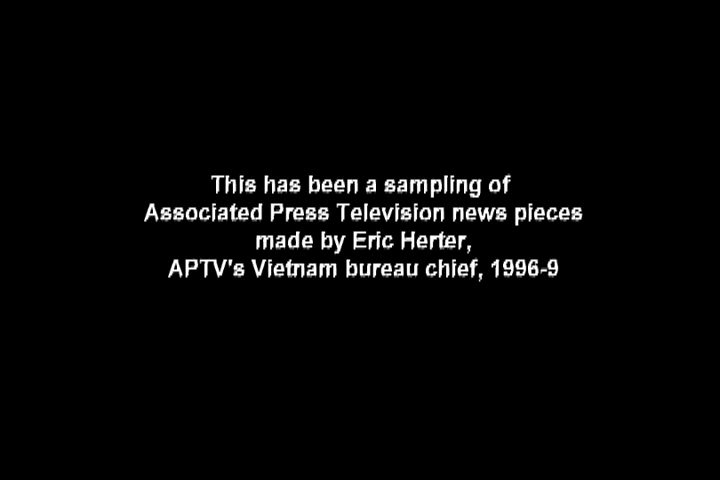 This has been a sampling of
Associated Press Television news pieces
made by Eric Herter,
APTV's Vietnam bureau chief, 1996-9